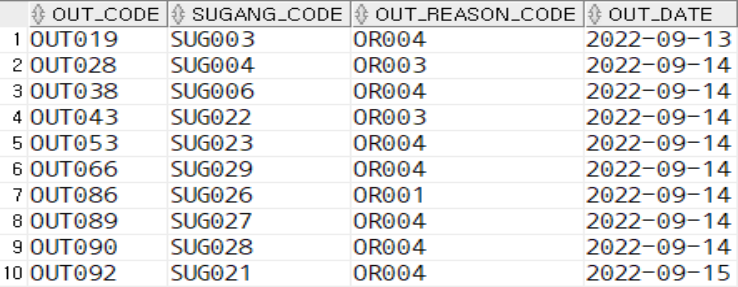 OUT_CODE SUGANG_CODE OUT_REASON_CODE OUT_DATE
1 OUT019 SUG003 OR004 2022-09-13
2 OUT028 SUG004 OR003 2022-09-14
3 OUT038 SUG006 OR004 2022-09-14
4 OUT043 SUG022 OR003 2022-09-14
5 OUT053 SUG023 OR004 2022-09-14
6 OUT066 SUG029 OR004 2022-09-14
7 OUT086 SUG026 OR001 2022-09-14
8 OUT089 SUG027 OR004 2022-09-14
9 OUT090 SUG028 OR004 2022-09-14
10 OUT092 SUG021 OR004 2022-09-15